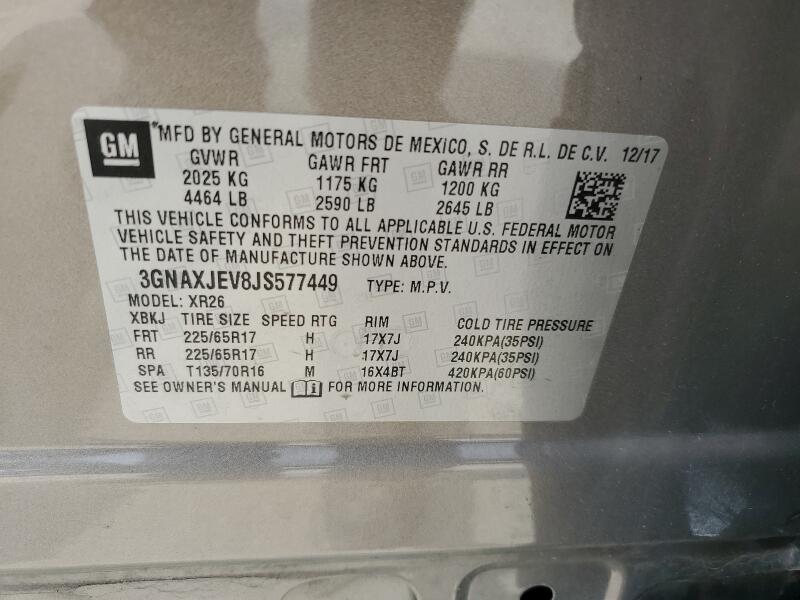 GM "MFD BY GENERAL MOTORS DE MEXICO, S. DE R.L. DE C.V. 12/17
GVWR GAWR FRT GAWR RR
2025 KG 1175 KG 1200 KG
4464 LB 2590 LB 2645 LB
THIS VEHICLE CONFORMS TO ALL APPLICABLE U.S. FEDERAL MOTOR
VEHICLE SAFETY AND THEFT PREVENTION STANDARDS IN EFFECT ON
THE DATE OF MANUFACTURE SHOWN ABOVE.
3GNAXJEV8JS577449 TYPE: M.P.V.
MODEL: XR26
XBKJ TIRE SIZE SPEED RTG RIM COLD TIRE PRESSURE
FRT 225/65R17 H 17X7J 240KPA(35PSI)
RR 225/65R17 H 17X7J 240KPA(35PSI)
SPA T135/70R16 M 16X4BT 420KPA(60PSI)
SEE OWNER'S MANUAL FOR MORE INFORMATION.